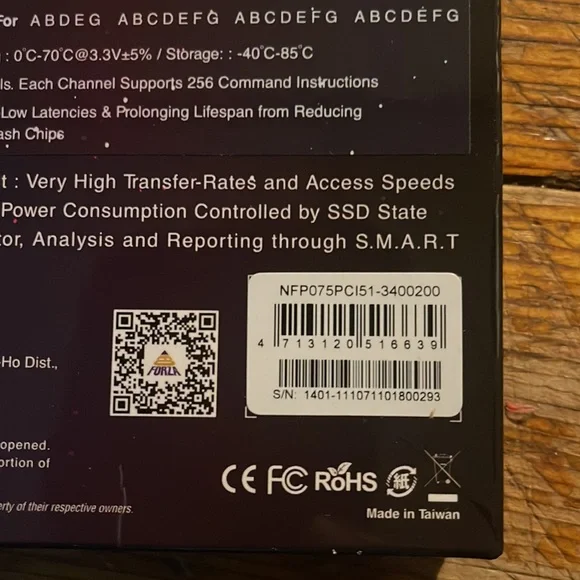 For ABDEG ABCDEFG ABCDEFG ABCDEFG
: 0°C-70°C@3.3V±5% / Storage: : -40°C-85°C
ls. Each Channel Supports 256 Command Instructions
Low Latencies & Prolonging Lifespan from Reducing
ash Chips
t : Very High Transfer-Rates and Access Speeds
Power Consumption Controlled by SSD State
tor, Analysis and Reporting through S.M.A.R.T
NFP075PCI51-3400200
4 713120 516639
S/N: 1401-111071101800293
FORZA
-Ho Dist.,
opened.
ortion of
erty of their respective owners.
CE FC RoHS 紙
Made in Taiwan